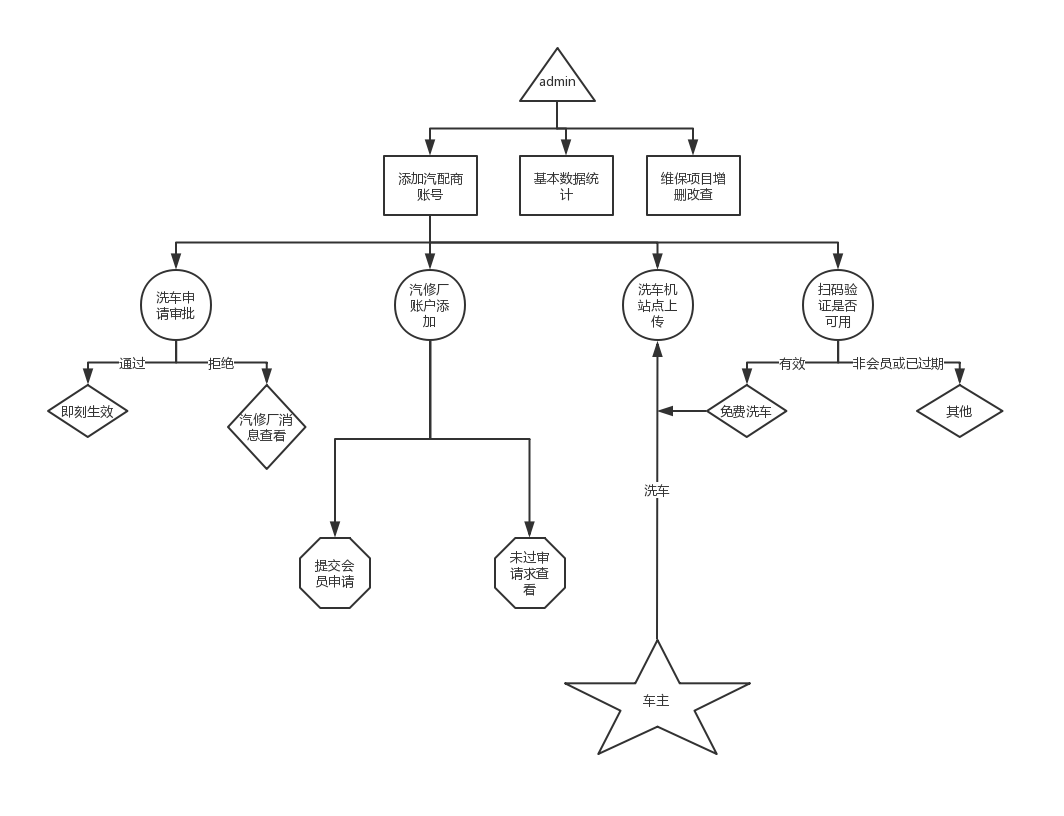 admin
添加汽配商
账号
基本数据统
计
维保项目增
删改查
洗车申
请审批
汽修厂
账户添
加
洗车机
站点上
传
扫码验
证是否
可用
通过
拒绝
有效
非会员或已过期
即刻生效
汽修厂消
息查看
免费洗车
其他
洗车
提交会
员申请
未过审
请求查
看
车主